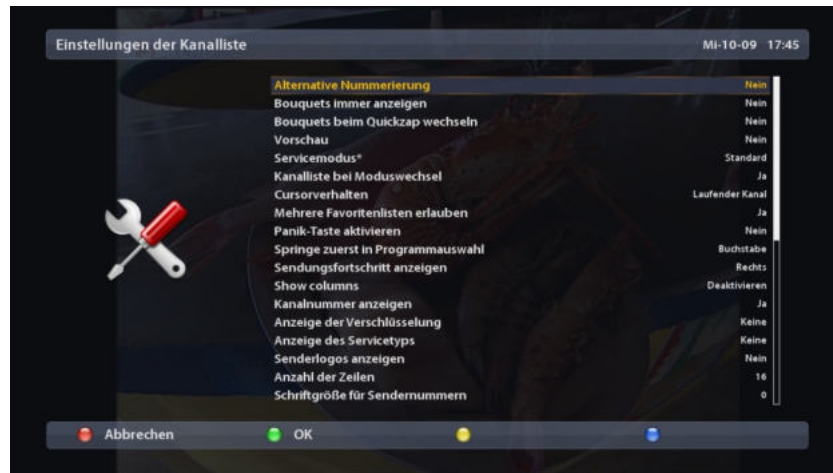 Einstellungen der Kanalliste Mi-10-09 17:45
Alternative Nummerierung Nein
Bouquets immer anzeigen Nein
Bouquets beim Quickzap wechseln Nein
Vorschau Nein
Servicemodus* Standard
Kanalliste bei Moduswechsel Ja
Cursorverhalten Laufender Kanal
Mehrere Favoritenlisten erlauben Ja
Panik-Taste aktivieren Nein
Springe zuerst in Programmauswahl Buchstabe
Sendungsfortschritt anzeigen Rechts
Show columns Deaktivieren
Kanalnummer anzeigen Ja
Anzeige der Verschlüsselung Keine
Anzeige des Servicetyps Keine
Senderlogos anzeigen Nein
Anzahl der Zeilen 16
Schriftgröße für Sendernummern 0
Abbrechen OK